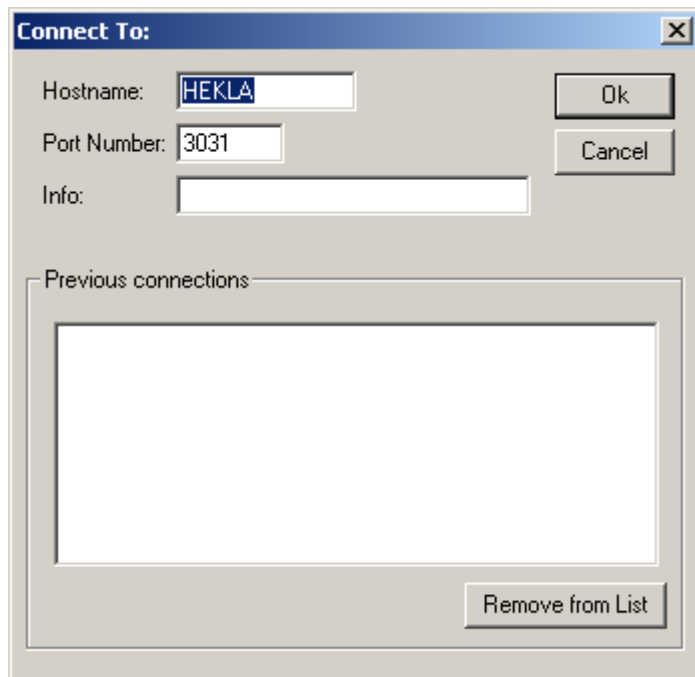 Connect To:
Hostname: HEKLA
Ok
Port Number: 3031
Cancel
Info:
Previous connections
Remove from List